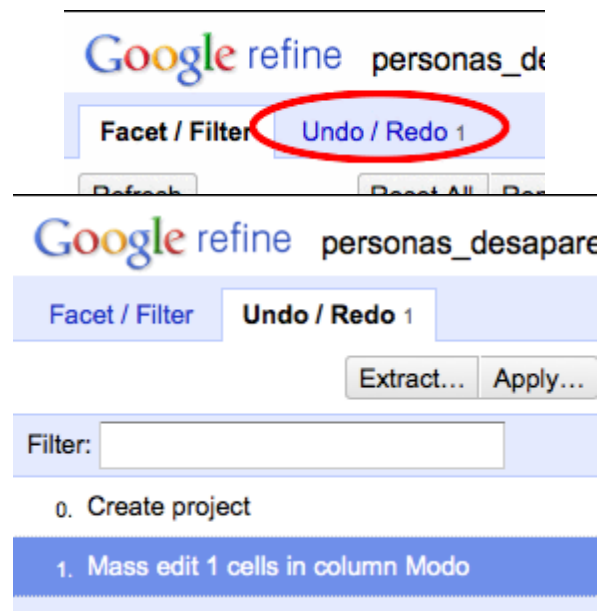 Google refine personas_de
Facet / Filter Undo / Redo 1
Refresh Reset All
Google refine personas_desapare
Facet / Filter Undo / Redo 1
Extract... Apply...
Filter:
0. Create project
1. Mass edit 1 cells in column Modo